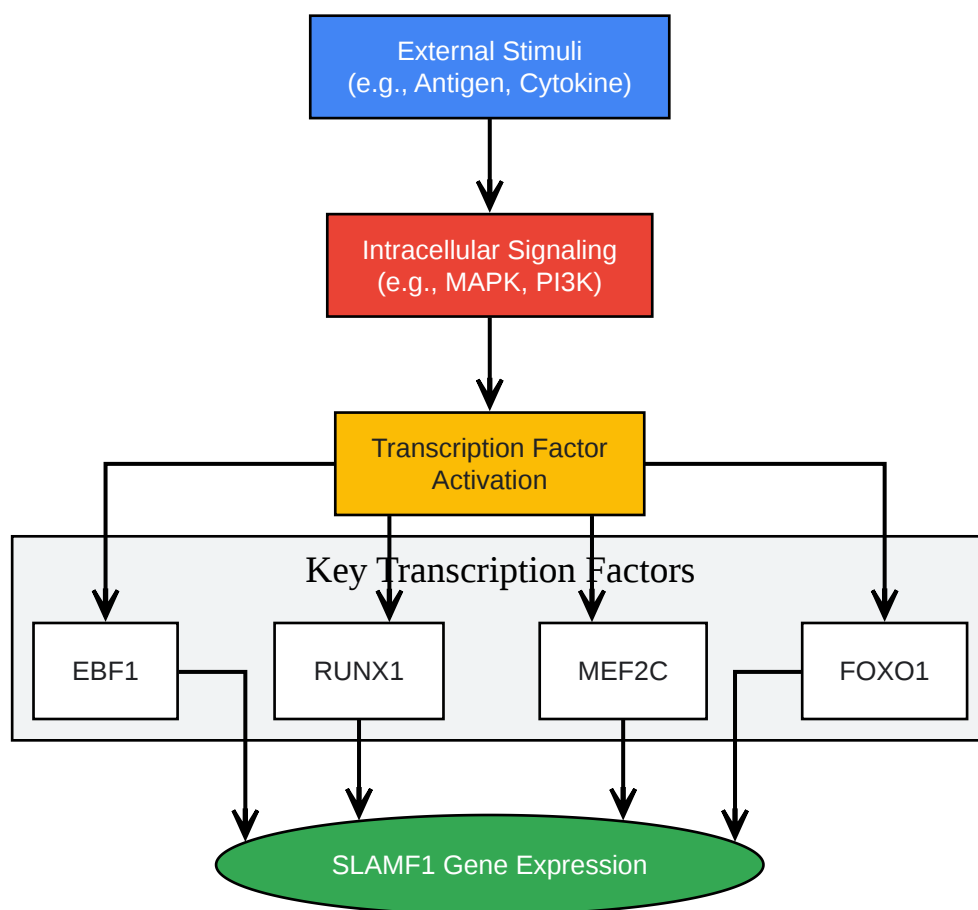 External Stimuli
(e.g., Antigen, Cytokine)
Intracellular Signaling
(e.g., MAPK, PI3K)
Transcription Factor
Activation
Key Transcription Factors
EBF1
RUNX1
MEF2C
FOXO1
SLAMF1 Gene Expression